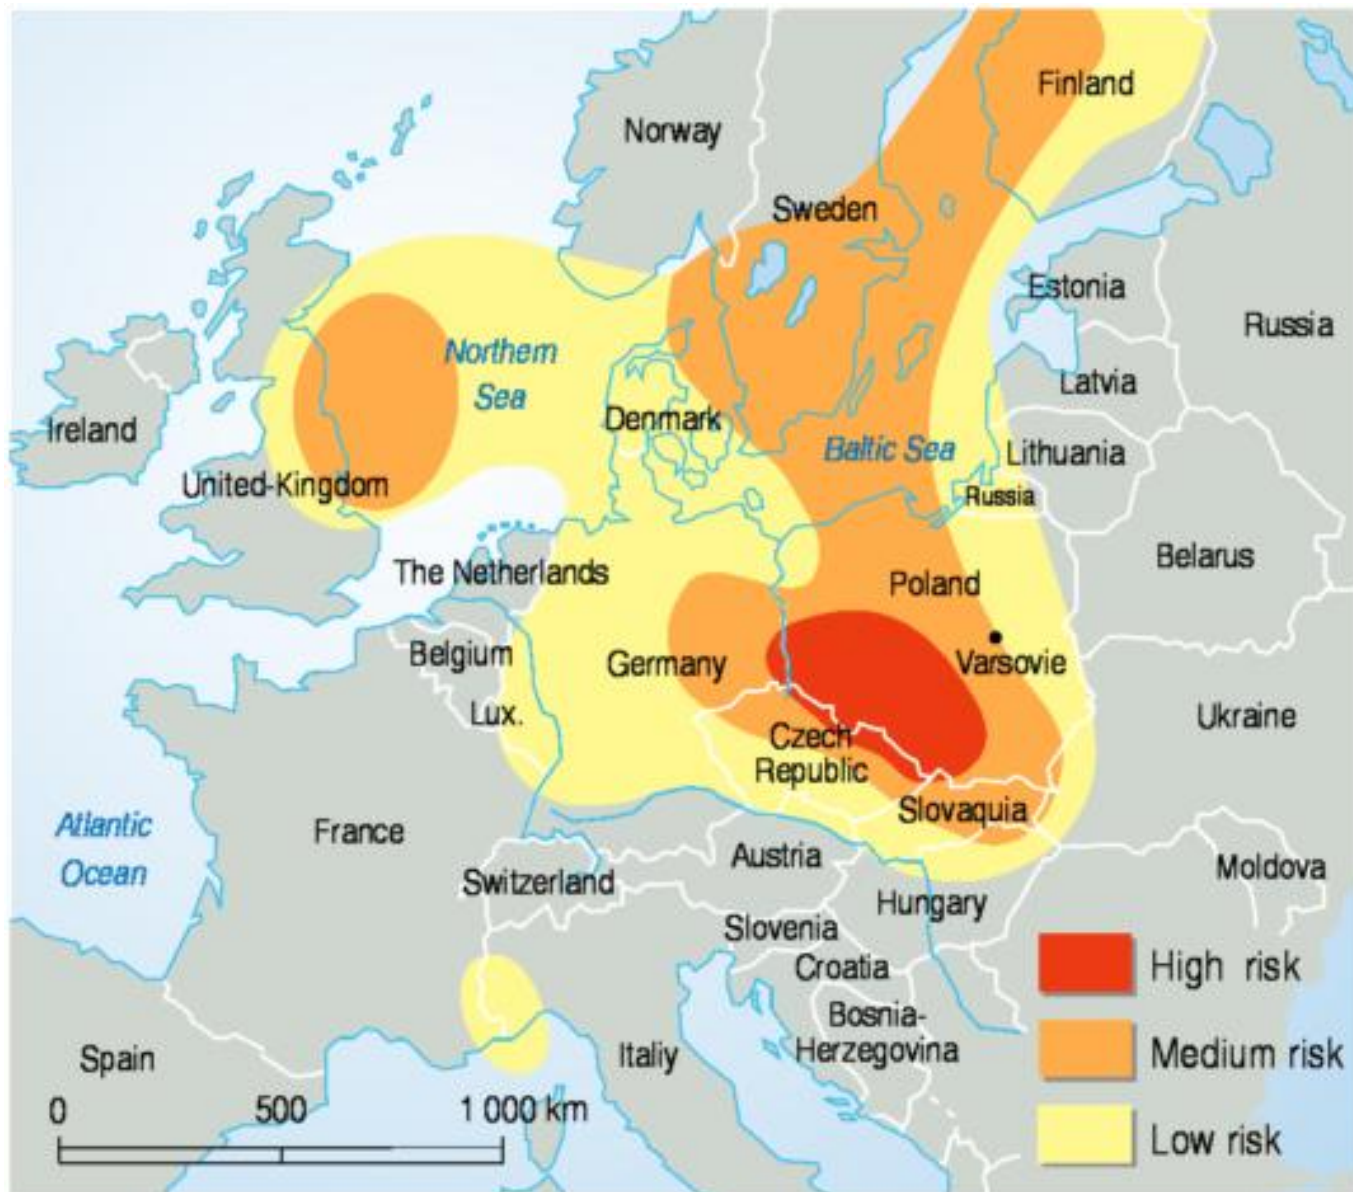 Finland
Norway
Sweden
Estonia
Russia
Northern
Sea
Latvia
Denmark
Ireland
Baltic Sea
Lithuania
United-Kingdom
Russia
Belarus
The Netherlands
Poland
Belgium
Germany
Varsovie
Lux.
Ukraine
Czech
Republic
Slovaquia
Atlantic
Ocean
France
Austria
Moldova
Switzerland
Hungary
Slovenia
Croatia
Bosnia-
Herzegovina
Spain
Italiy
High risk
Medium risk
Low risk
0 500 1 000 km